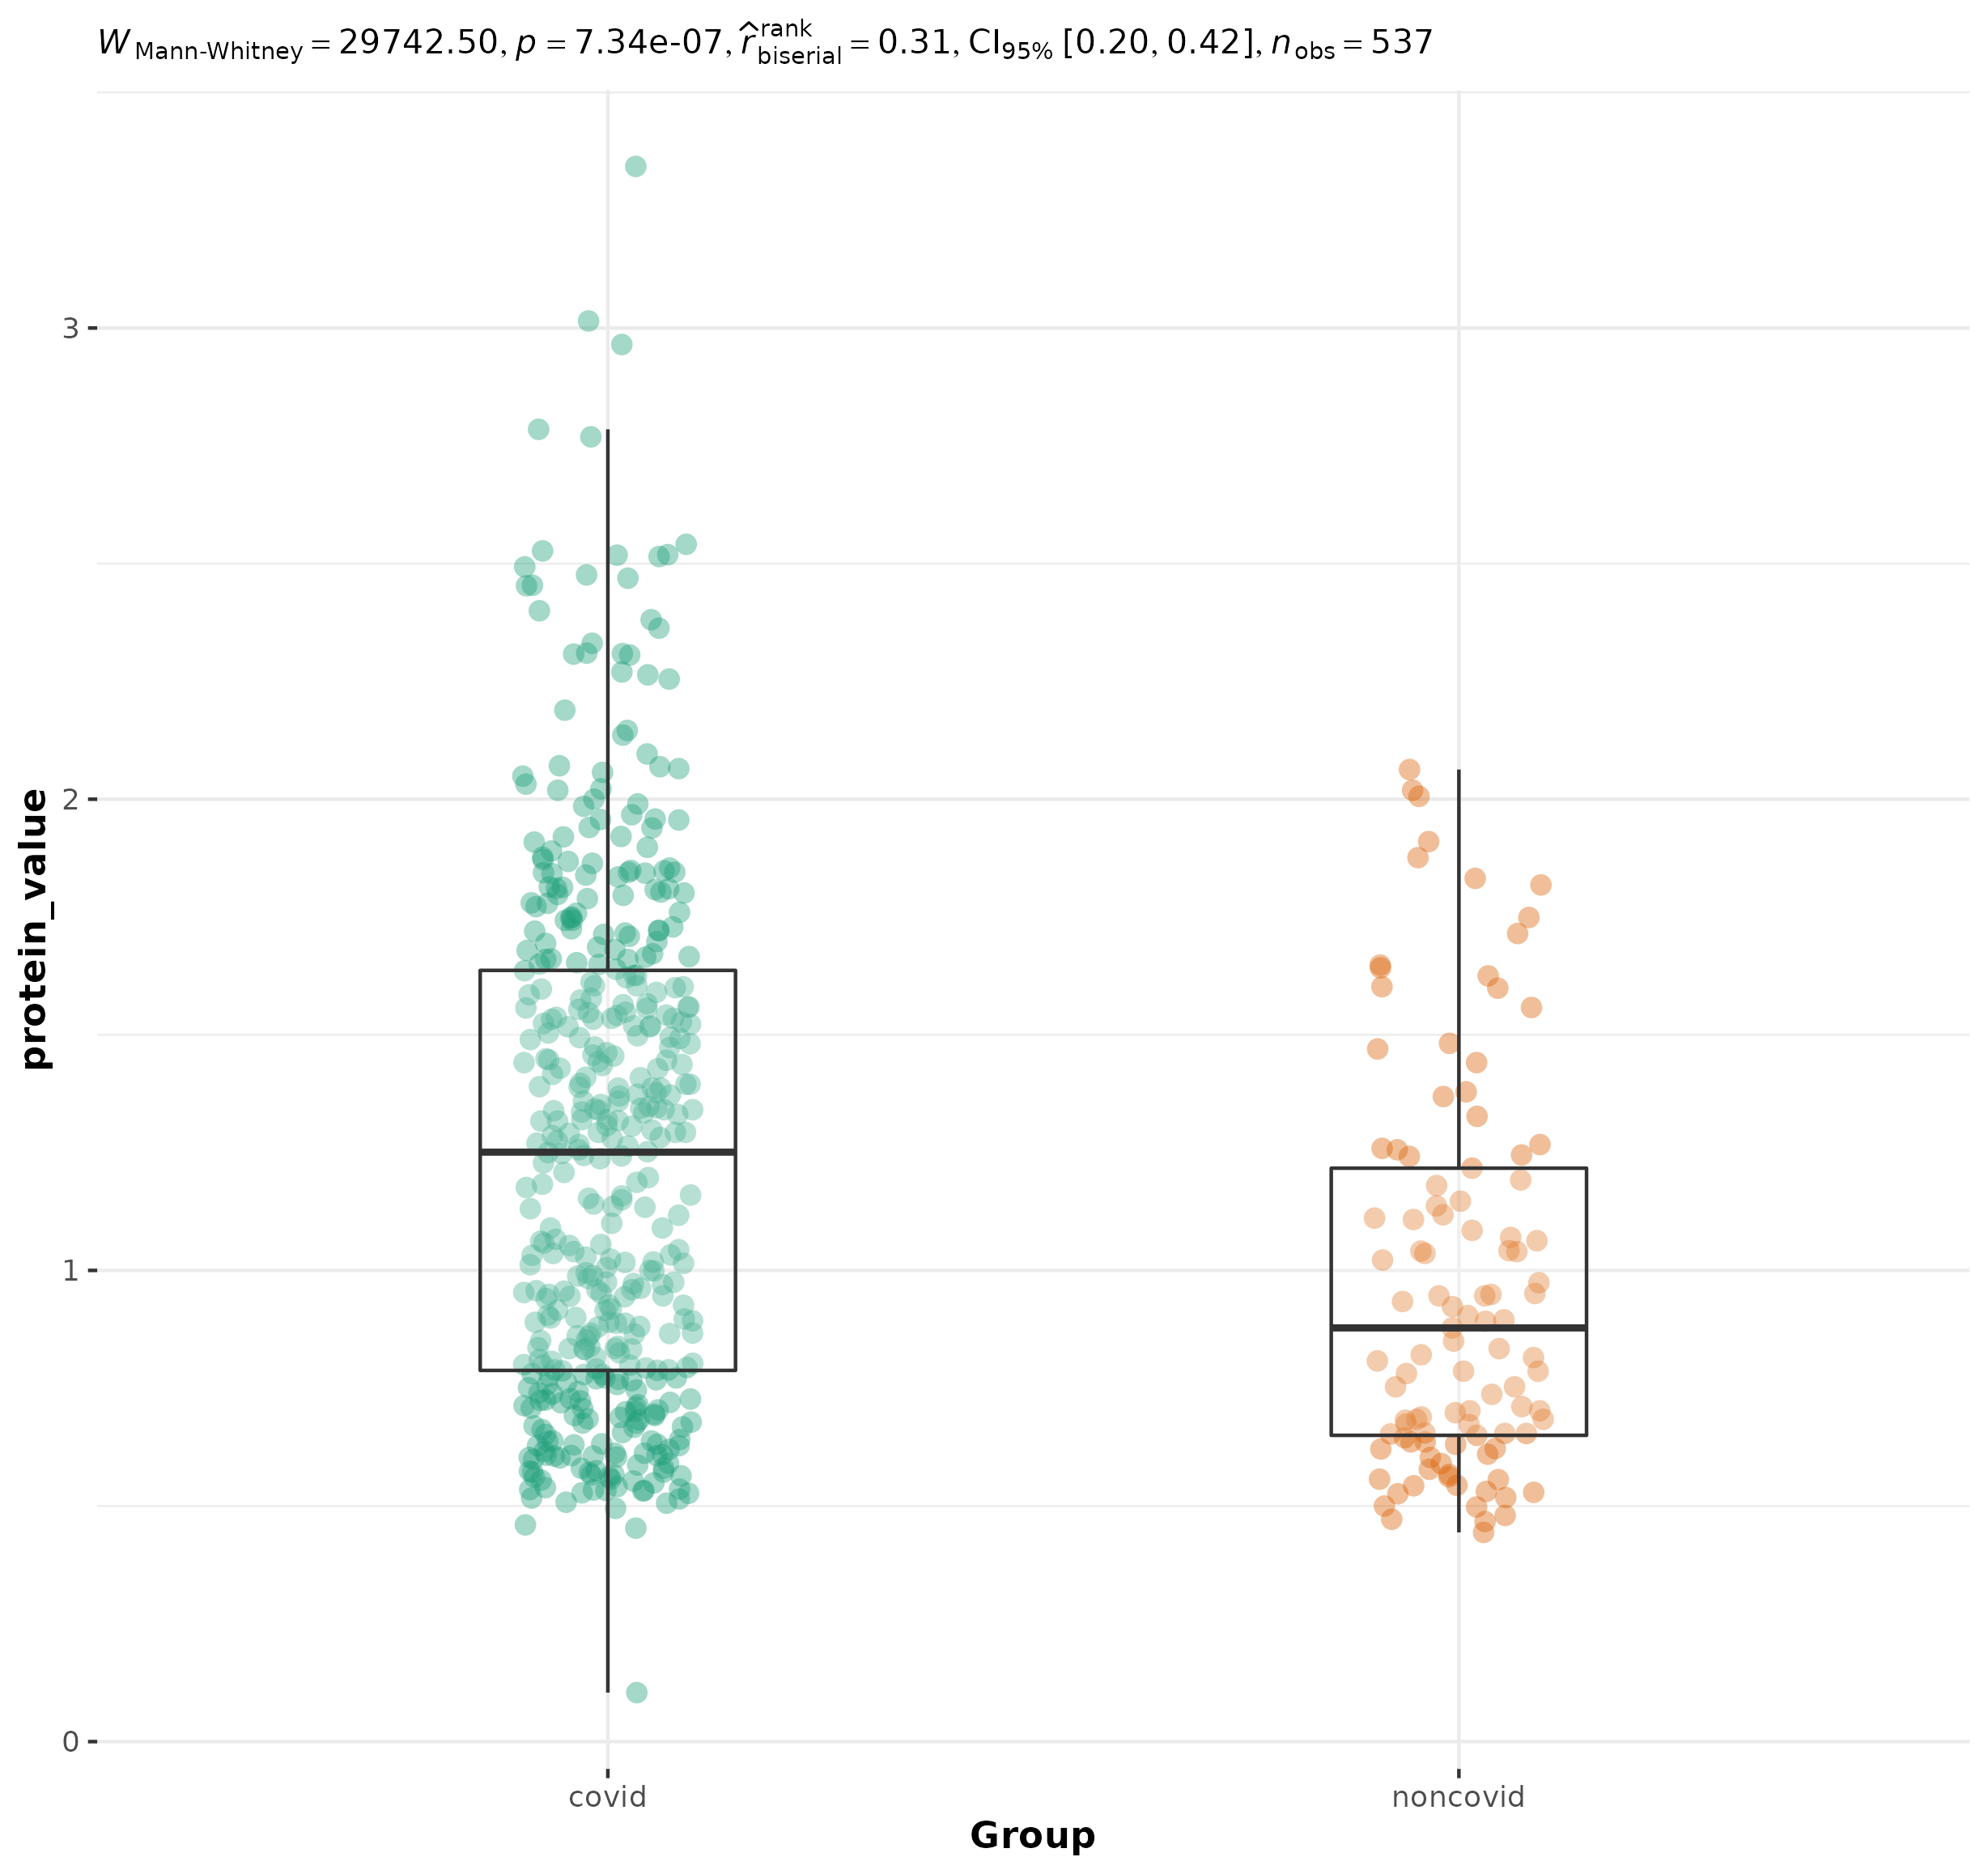 W Mann-Whitney = 29742.50, p = 7.34e-07, r̂ rank biserial = 0.31, CI95% [0.20, 0.42], n obs = 537
protein_value
3
2
1
0
covid noncovid
Group